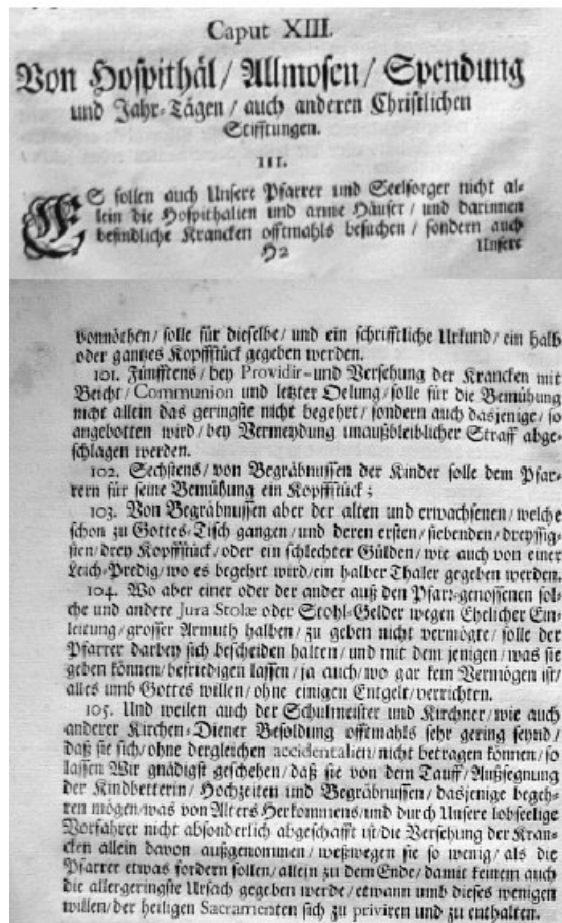 Caput XIII.
Von Hospithäl / Allmosen / Spendung
und Jahr-Tägen / auch anderen Christlichen
Stifftungen.
III.
ES sollen auch Unsere Pfarrer und Seelsorger nicht al-
lein die Hospithalien und arme Häuser / und darinnen
befindliche Krancken offtmahls besuchen / sondern auch
H2 Unsere
vonnöthen / solle für dieselbe / und ein schrifftliche Urkund / ein halb
oder gantzes Kopffstück gegeben werden.
101. Fünfftens / bey Providir- und Versehung der Krancken mit
Beicht / Communion und letzter Oelung / solle für die Bemühung
nicht allein das geringste nicht begehrt / sondern auch dasjenige / so
angebotten wird / bey Vermeydung unaußbleiblicher Straff abge-
schlagen werden.
102. Sechstens / von Begräbnussen der Kinder solle dem Pfar-
rern für seine Bemühung ein Kopffstück ;
103. Von Begräbnussen aber der alten und erwachsenen / welche
schon zu Gottes-Tisch gangen / und deren ersten / siebenden / dreyssig-
sten / drey Kopffstück / oder ein schlechter Gülden / wie auch von einer
Leich-Predig / wo es begehrt wird / ein halber Thaler gegeben werden.
104. Wo aber einer oder der ander auß den Pfarr-genossenen sol-
che und andere Jura Stolæ oder Stohl-Gelder wegen Ehelicher Ein-
leitung / grosser Armuth halben / zu geben nicht vermögte / solle der
Pfarrer darbey sich bescheiden halten / und mit dem jenigen / was sie
geben können / befriedigen lassen / ja auch / wo gar kein Vermögen ist /
alles umb Gottes willen / ohne einigen Entgelt / verrichten.
105. Und weilen auch der Schulmeister und Kirchner / wie auch
anderer Kirchen-Diener Besoldung offtmahls sehr gering seynd /
daß sie sich / ohne dergleichen accidentalien / nicht betragen können / so
lassen Wir gnädigst geschehen / daß sie von dem Tauff / Außsegnung
der Kindbetterin / Hochzeiten und Begräbnussen / dasjenige begeh-
ren mögen / was von Alters Herkommens / und durch Unsere lobseelige
Vorfahrer nicht absonderlich abgeschafft ist / die Versehung der Kran-
cken allein davon außgenommen / weßwegen sie so wenig / als die
Pfarrer etwas fordern sollen / allein zu dem Ende / damit keinem auch
die allergeringste Ursach gegeben werde / etwann umb dieses wenigen
willen / der heiligen Sacramenten sich zu priviren und zu enthalten.